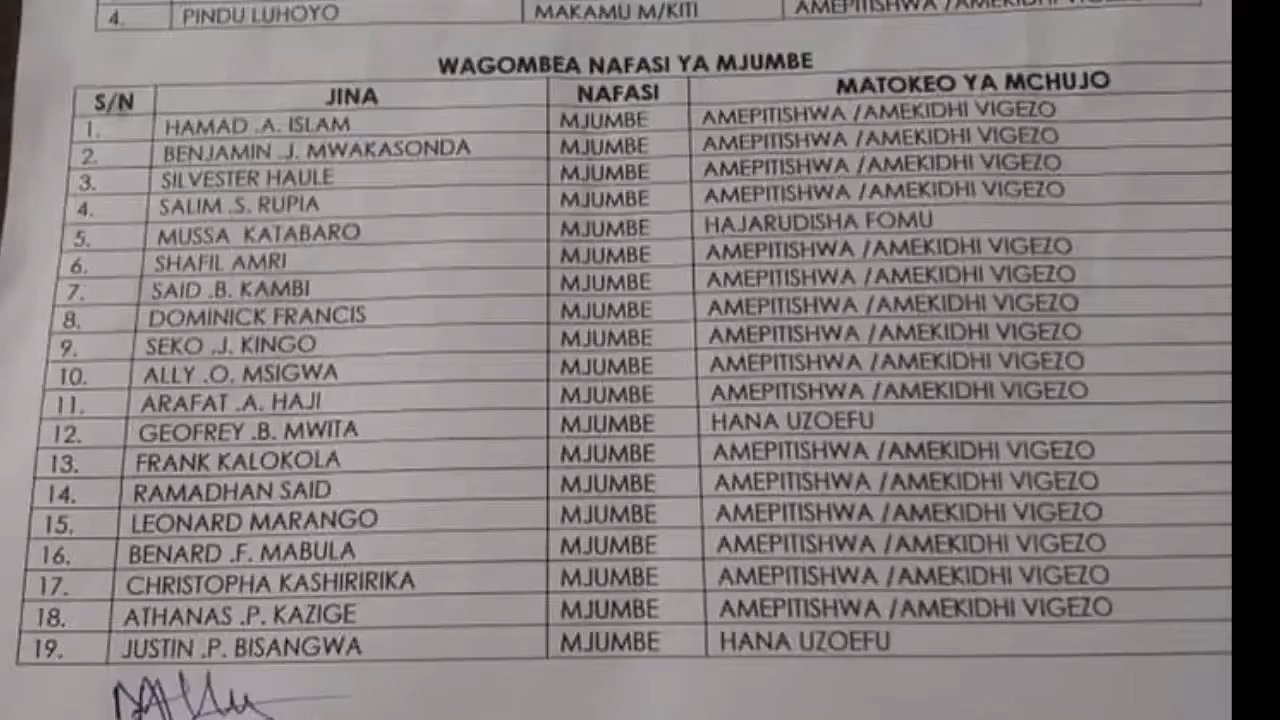 4. PINDU LUHOYO MAKAMU M/KITI AMEPITISHWA /AMEKIDHI VIGEZO
WAGOMBEA NAFASI YA MJUMBE
S/N JINA NAFASI MATOKEO YA MCHUJO
1. HAMAD .A. ISLAM MJUMBE AMEPITISHWA /AMEKIDHI VIGEZO
2. BENJAMIN .J. MWAKASONDA MJUMBE AMEPITISHWA /AMEKIDHI VIGEZO
3. SILVESTER HAULE MJUMBE AMEPITISHWA /AMEKIDHI VIGEZO
4. SALIM .S. RUPIA MJUMBE AMEPITISHWA /AMEKIDHI VIGEZO
5. MUSSA KATABARO MJUMBE HAJARUDISHA FOMU
6. SHAFIL AMRI MJUMBE AMEPITISHWA /AMEKIDHI VIGEZO
7. SAID .B. KAMBI MJUMBE AMEPITISHWA /AMEKIDHI VIGEZO
8. DOMINICK FRANCIS MJUMBE AMEPITISHWA /AMEKIDHI VIGEZO
9. SEKO .J. KINGO MJUMBE AMEPITISHWA /AMEKIDHI VIGEZO
10. ALLY .O. MSIGWA MJUMBE AMEPITISHWA /AMEKIDHI VIGEZO
11. ARAFAT .A. HAJI MJUMBE AMEPITISHWA /AMEKIDHI VIGEZO
12. GEOFREY .B. MWITA MJUMBE HANA UZOEFU
13. FRANK KALOKOLA MJUMBE AMEPITISHWA /AMEKIDHI VIGEZO
14. RAMADHAN SAID MJUMBE AMEPITISHWA /AMEKIDHI VIGEZO
15. LEONARD MARANGO MJUMBE AMEPITISHWA /AMEKIDHI VIGEZO
16. BENARD .F. MABULA MJUMBE AMEPITISHWA /AMEKIDHI VIGEZO
17. CHRISTOPHA KASHIRIRIKA MJUMBE AMEPITISHWA /AMEKIDHI VIGEZO
18. ATHANAS .P. KAZIGE MJUMBE AMEPITISHWA /AMEKIDHI VIGEZO
19. JUSTIN .P. BISANGWA MJUMBE HANA UZOEFU